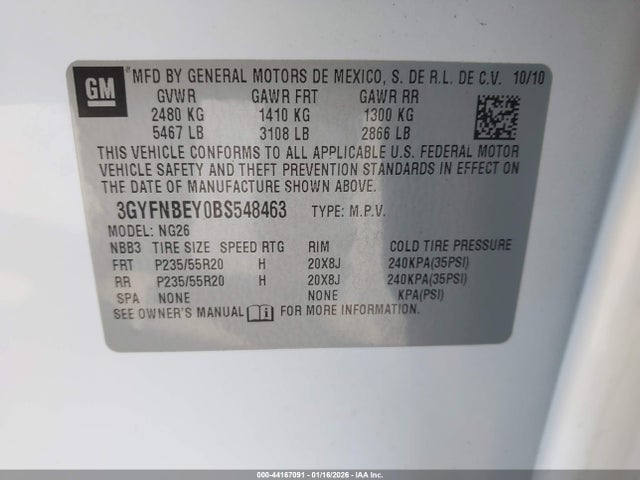 GM
MFD BY GENERAL MOTORS DE MEXICO, S. DE R.L. DE C.V. 10/10
GVWR GAWR FRT GAWR RR
2480 KG 1410 KG 1300 KG
5467 LB 3108 LB 2866 LB
THIS VEHICLE CONFORMS TO ALL APPLICABLE U.S. FEDERAL MOTOR
VEHICLE SAFETY AND THEFT PREVENTION STANDARDS IN EFFECT ON
THE DATE OF MANUFACTURE SHOWN ABOVE.
3GYFNBEY0BS548463 TYPE: M.P.V.
MODEL: NG26
NBB3 TIRE SIZE SPEED RTG RIM COLD TIRE PRESSURE
FRT P235/55R20 H 20X8J 240KPA(35PSI)
RR P235/55R20 H 20X8J 240KPA(35PSI)
SPA NONE NONE KPA(PSI)
SEE OWNER'S MANUAL i FOR MORE INFORMATION.
000-44167091 | 01/16/2026 | IAA Inc.